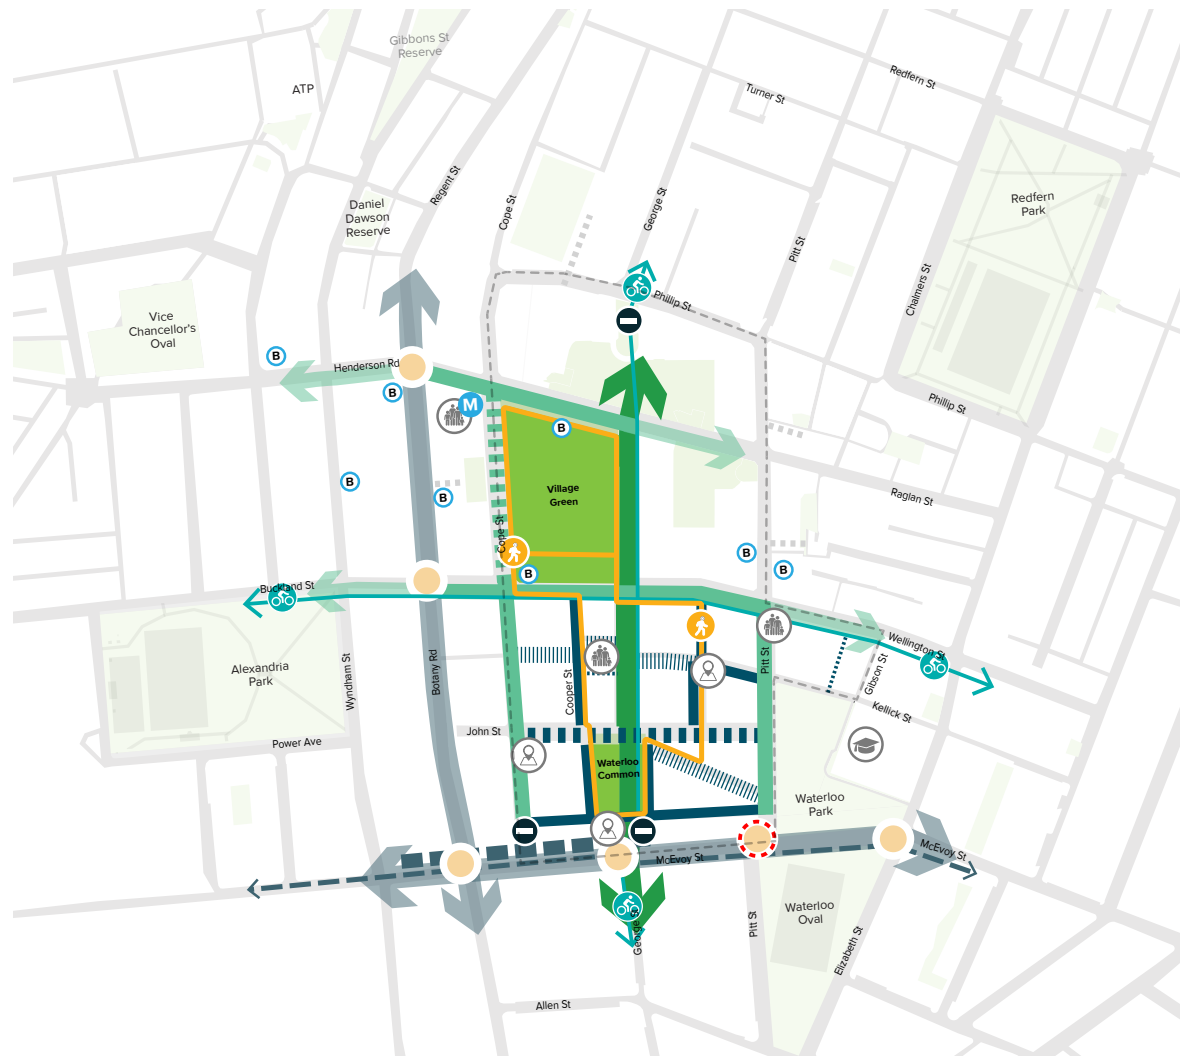 Gibbons St
Reserve
Redfern St
ATP
Turner St
Regent St
Cope St
George St
Daniel
Dawson
Reserve
Redfern
Park
Pitt St
Chalmers St
Phillip St
Vice
Chancellor's
Oval
B
Henderson Rd
B
M
Phillip St
B
B
Village
Green
B
Raglan St
Cope St
B
B
B
Buckland St
Wellington St
Alexandria
Park
Wyndham St
Botany Rd
Cooper St
Pitt St
Gibson St
Kellick St
John St
Power Ave
Waterloo
Common
Waterloo
Park
McEvoy St
McEvoy St
Waterloo
Oval
George St
Pitt St
Elizabeth St
Allen St